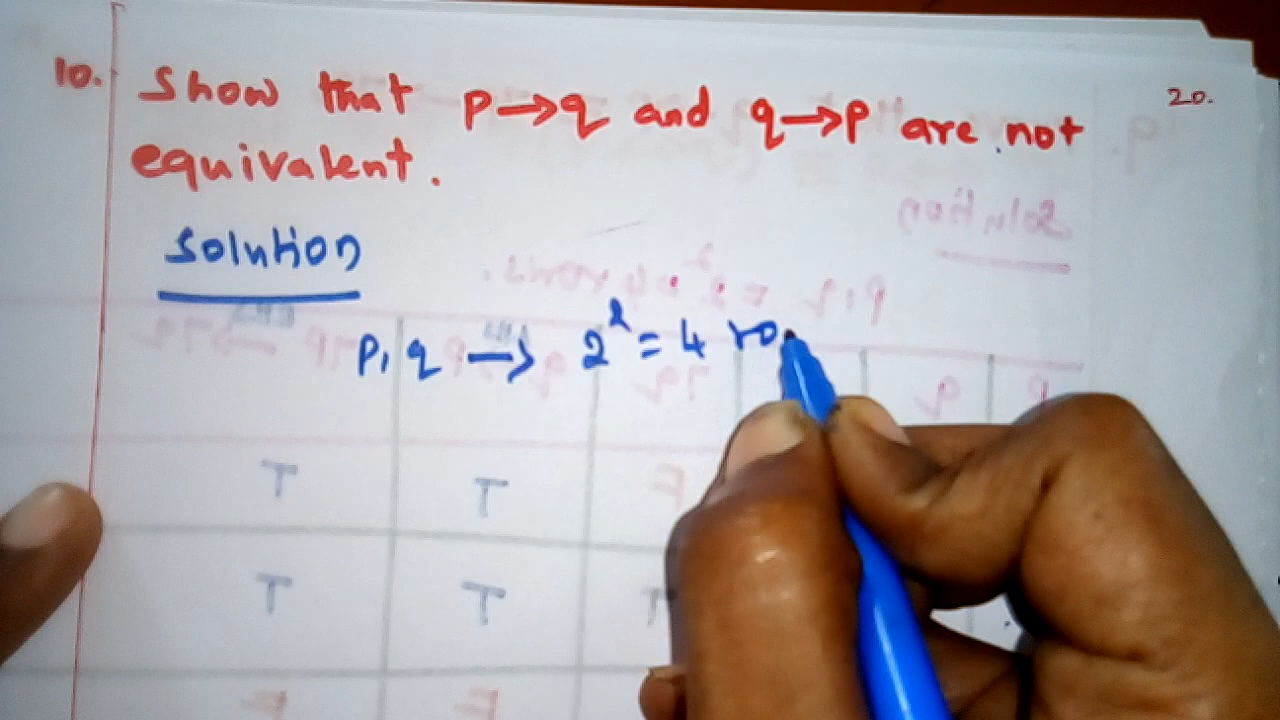 10. Show that p→q and q→p are not
20.
equivalent.
Solution
p, q → 2² = 4 ro